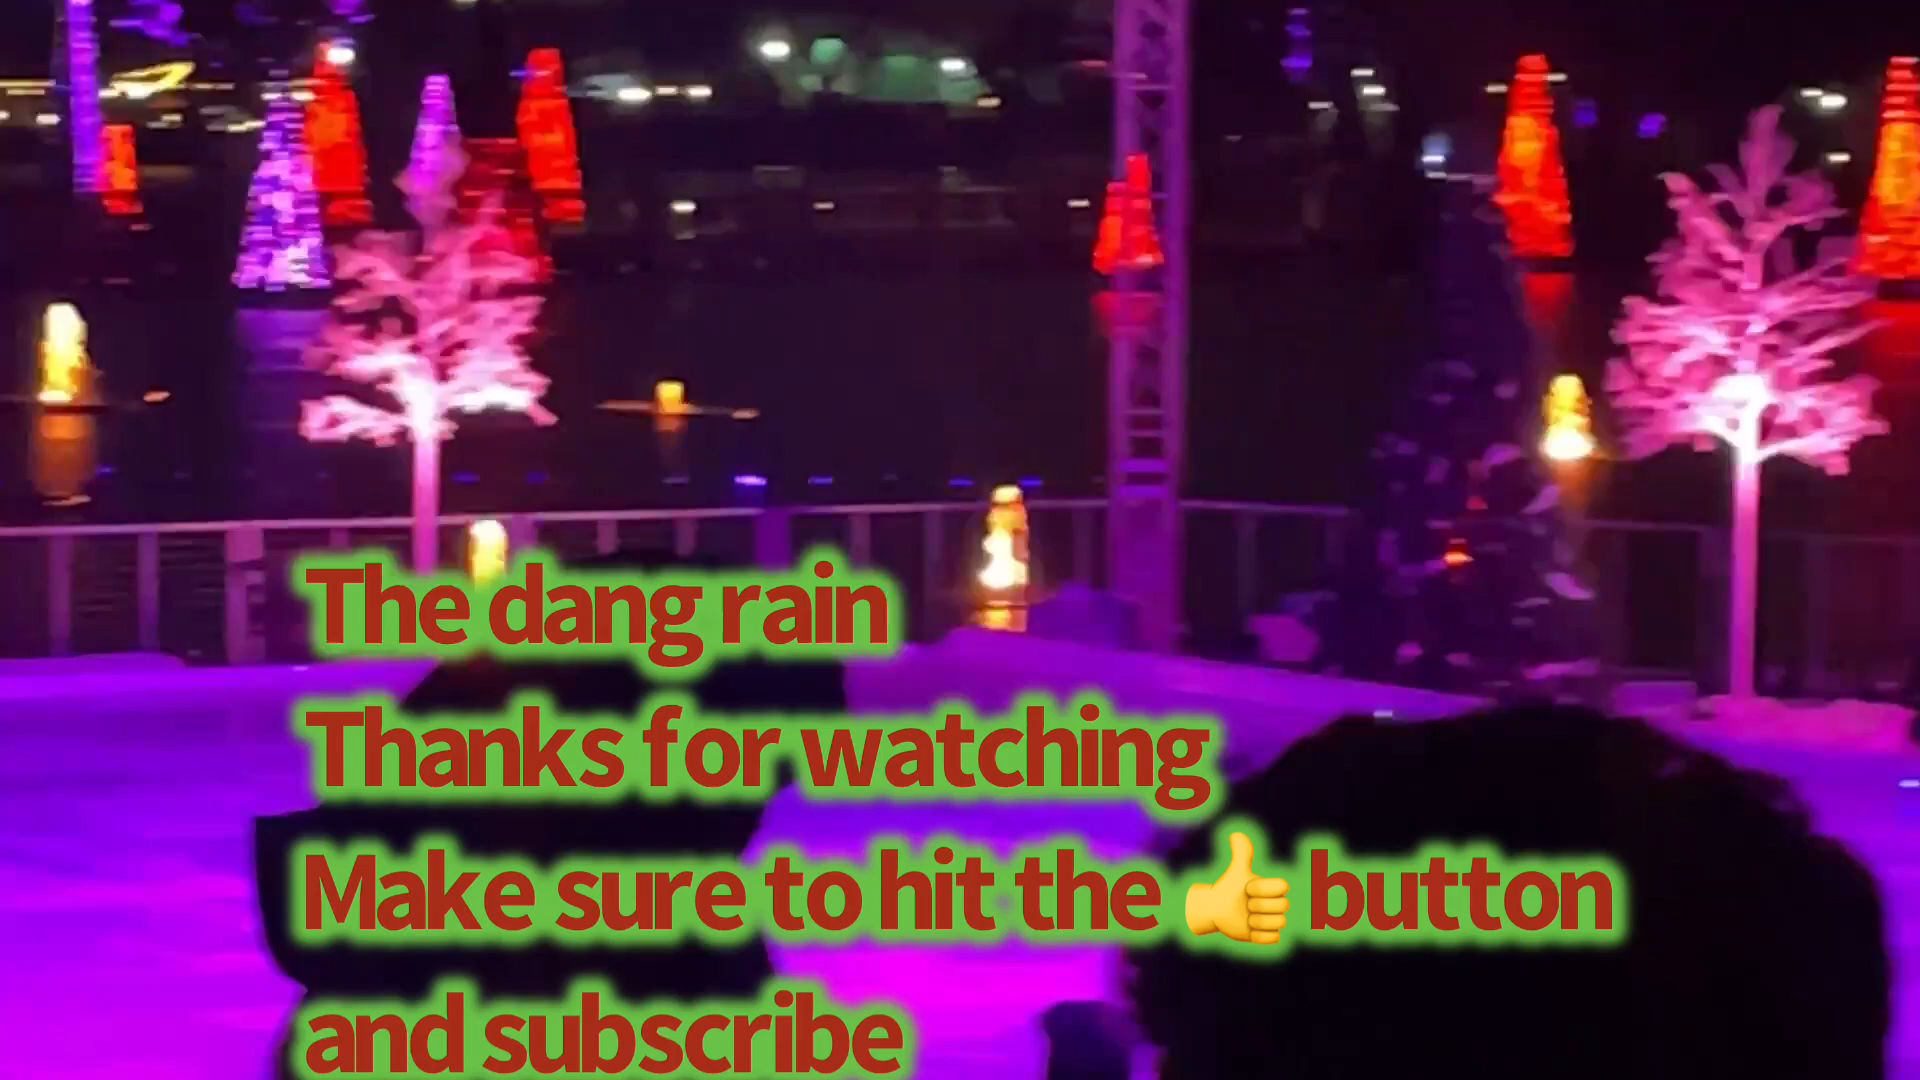 The dang rain
Thanks for watching
Make sure to hit the 👍 button
and subscribe